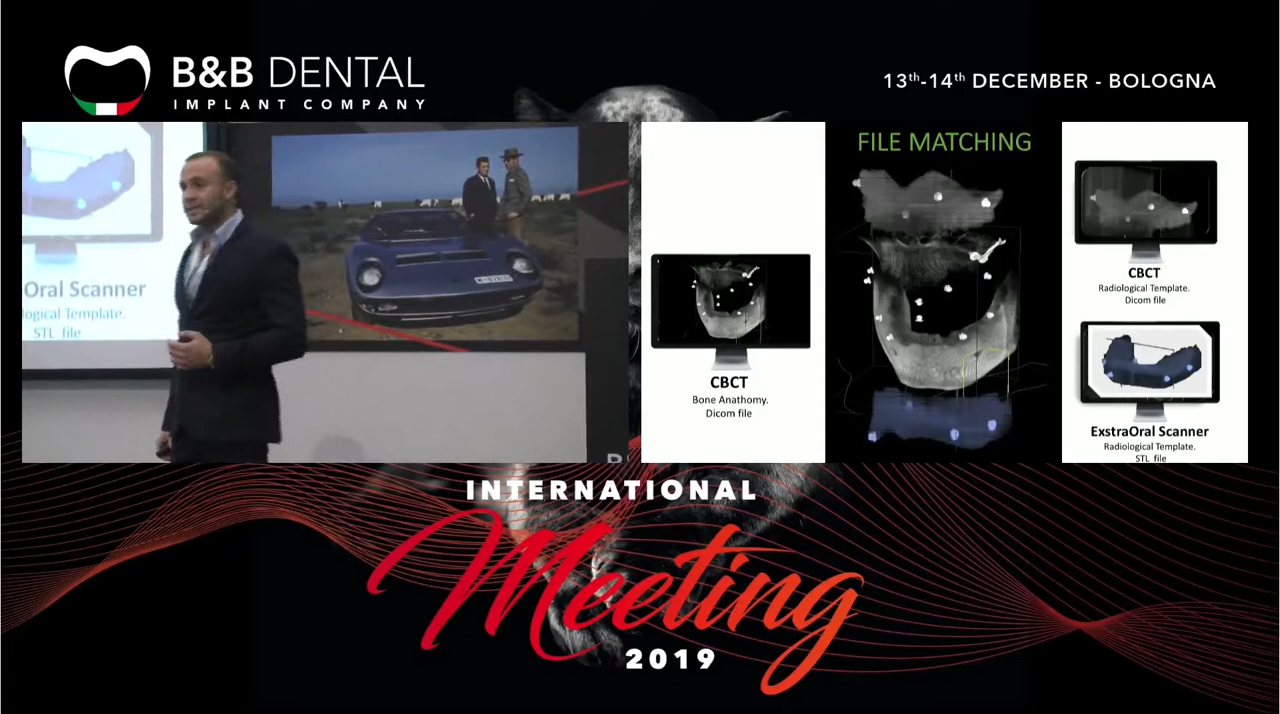 B&B DENTAL
IMPLANT COMPANY
13th-14th DECEMBER - BOLOGNA
Oral Scanner
logical Template.
STL file
CBCT
Bone Anathomy.
Dicom file
FILE MATCHING
CBCT
Radiological Template.
Dicom file
ExstraOral Scanner
Radiological Template.
STL file
INTERNATIONAL
Meeting
2019